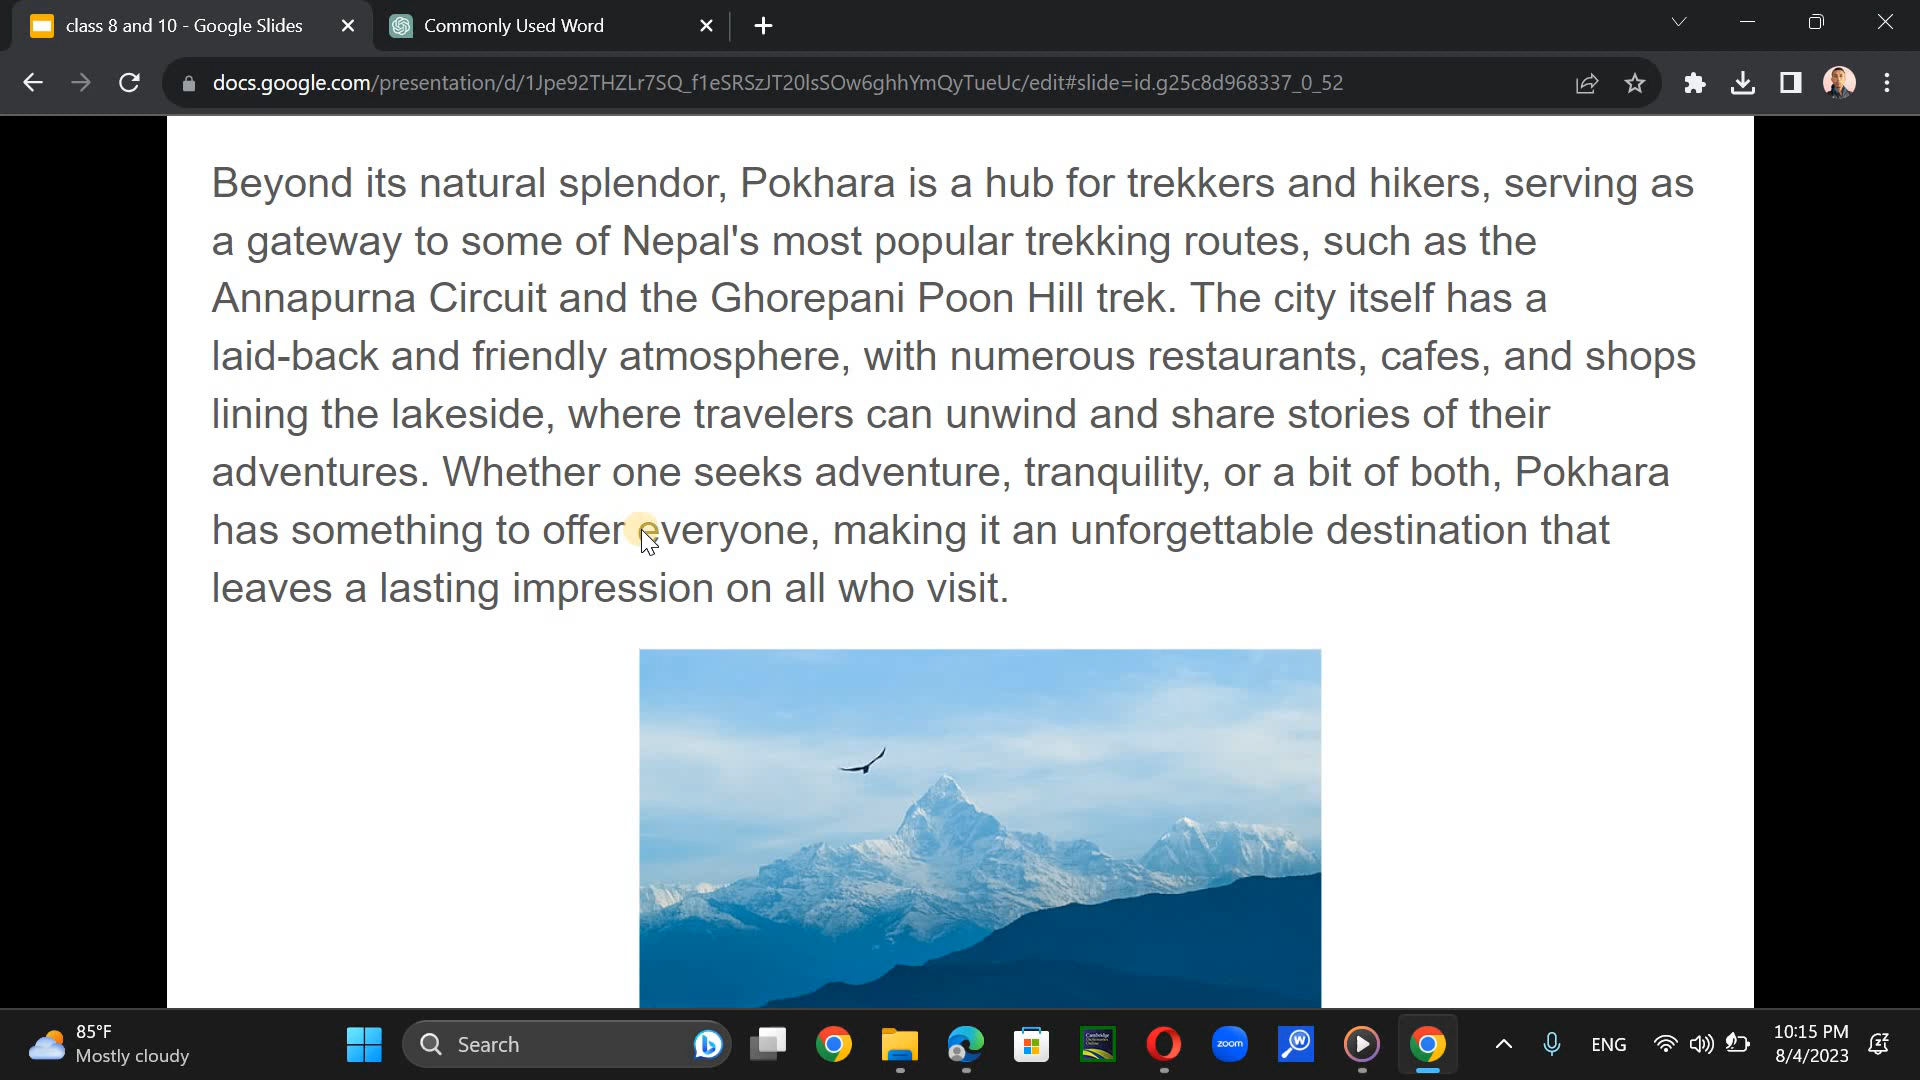 class 8 and 10 - Google Slides
Commonly Used Word
docs.google.com/presentation/d/1Jpe92THZLr7SQ_f1eSRSzJT20lsSOw6ghhYmQyTueUc/edit#slide=id.g25c8d968337_0_52
Beyond its natural splendor, Pokhara is a hub for trekkers and hikers, serving as
a gateway to some of Nepal's most popular trekking routes, such as the
Annapurna Circuit and the Ghorepani Poon Hill trek. The city itself has a
laid-back and friendly atmosphere, with numerous restaurants, cafes, and shops
lining the lakeside, where travelers can unwind and share stories of their
adventures. Whether one seeks adventure, tranquility, or a bit of both, Pokhara
has something to offer everyone, making it an unforgettable destination that
leaves a lasting impression on all who visit.
85°F
Mostly cloudy
Search
zoom
W
ENG
10:15 PM
8/4/2023